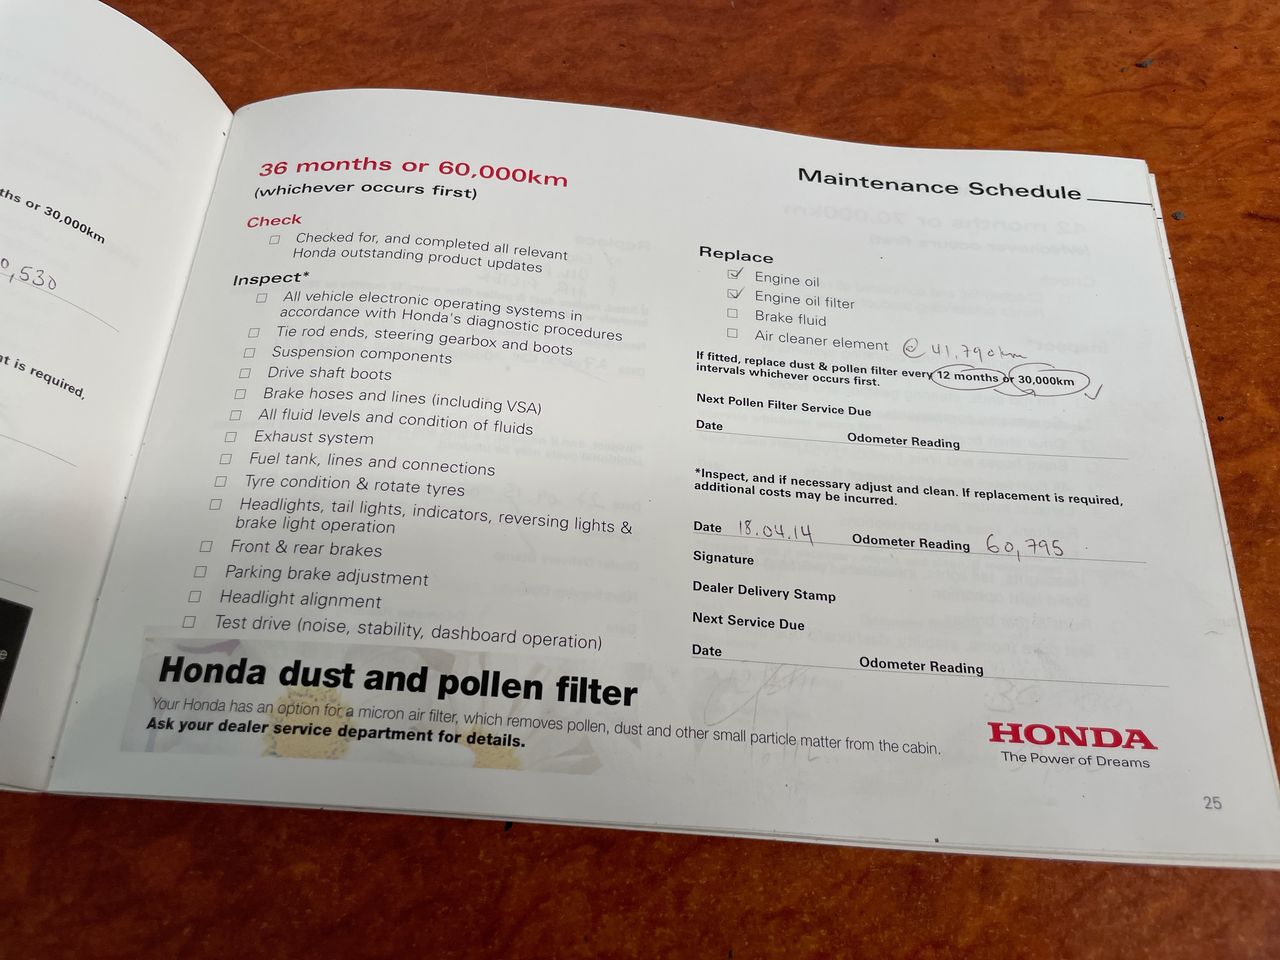 ths or 30,000km
0,530
t is required,
e
36 months or 60,000km
(whichever occurs first)
Check
Checked for, and completed all relevant
Honda outstanding product updates
Inspect*
All vehicle electronic operating systems in
accordance with Honda's diagnostic procedures
Tie rod ends, steering gearbox and boots
Suspension components
Drive shaft boots
Brake hoses and lines (including VSA)
All fluid levels and condition of fluids
Exhaust system
Fuel tank, lines and connections
Tyre condition & rotate tyres
Headlights, tail lights, indicators, reversing lights &
brake light operation
Front & rear brakes
Parking brake adjustment
Headlight alignment
Test drive (noise, stability, dashboard operation)
Maintenance Schedule
Replace
Engine oil
Engine oil filter
Brake fluid
Air cleaner element @ 41,790km
If fitted, replace dust & pollen filter every 12 months or 30,000km
intervals whichever occurs first.
Next Pollen Filter Service Due
Date Odometer Reading
*Inspect, and if necessary adjust and clean. If replacement is required,
additional costs may be incurred.
Date 18.04.14 Odometer Reading 60,795
Signature
Dealer Delivery Stamp
Next Service Due
Date Odometer Reading
Honda dust and pollen filter
Your Honda has an option for a micron air filter, which removes pollen, dust and other small particle matter from the cabin.
Ask your dealer service department for details.
HONDA
The Power of Dreams
25